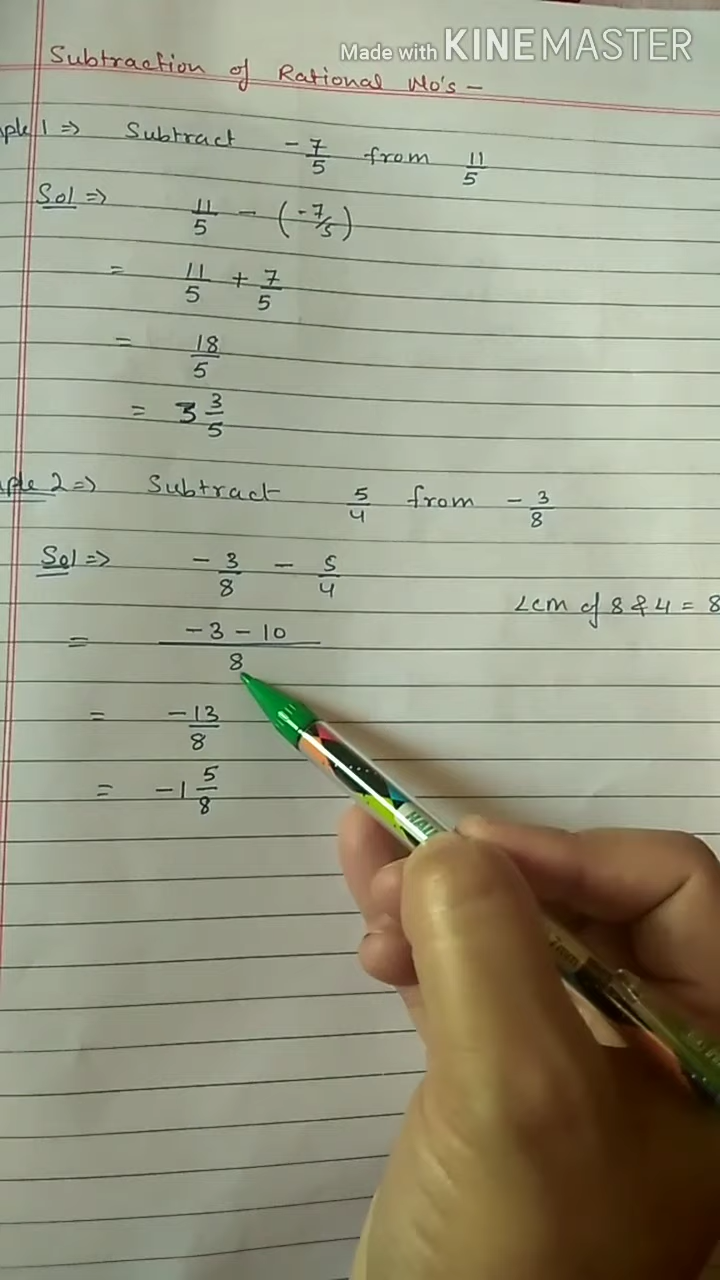 Made with KINEMASTER
Subtraction of Rational No's -
ple 1 => Subtract -7/5 from 11/5
Sol => 11/5 - (-7/5)
= 11/5 + 7/5
= 18/5
= 3 3/5
ple 2 => Subtract 5/4 from -3/8
Sol => -3/8 - 5/4
Lcm of 8 & 4 = 8
= -3 - 10 / 8
= -13/8
= -1 5/8
HAU
7mm